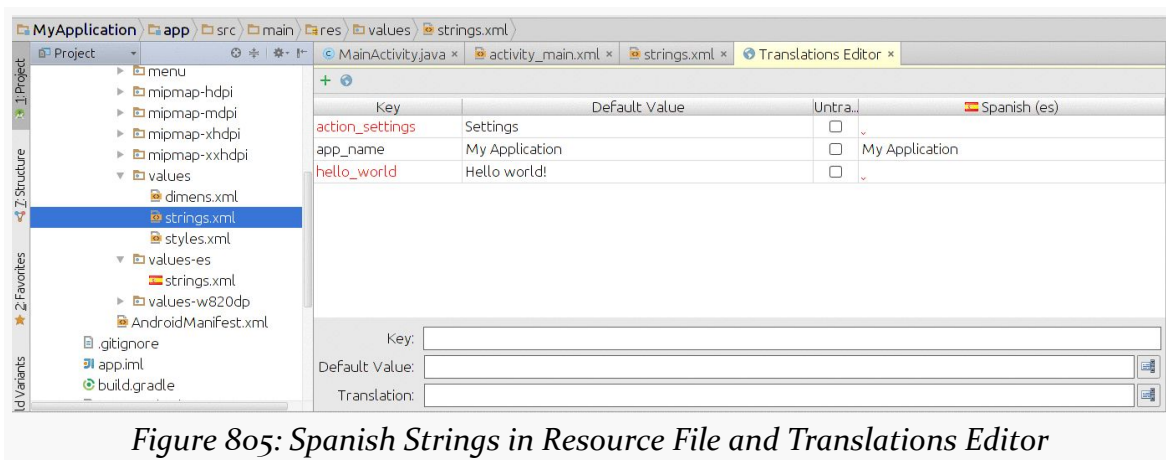 MyApplication app src main res values strings.xml
Project MainActivity.java × activity_main.xml × strings.xml × Translations Editor ×
1: Project
Z: Structure
2: Favorites
ld Variants
menu
mipmap-hdpi
mipmap-mdpi
mipmap-xhdpi
mipmap-xxhdpi
values
dimens.xml
strings.xml
styles.xml
values-es
strings.xml
values-w820dp
AndroidManifest.xml
.gitignore
app.iml
build.gradle
Key Default Value Untra... Spanish (es)
action_settings Settings
app_name My Application My Application
hello_world Hello world!
Key:
Default Value:
Translation:
Figure 805: Spanish Strings in Resource File and Translations Editor